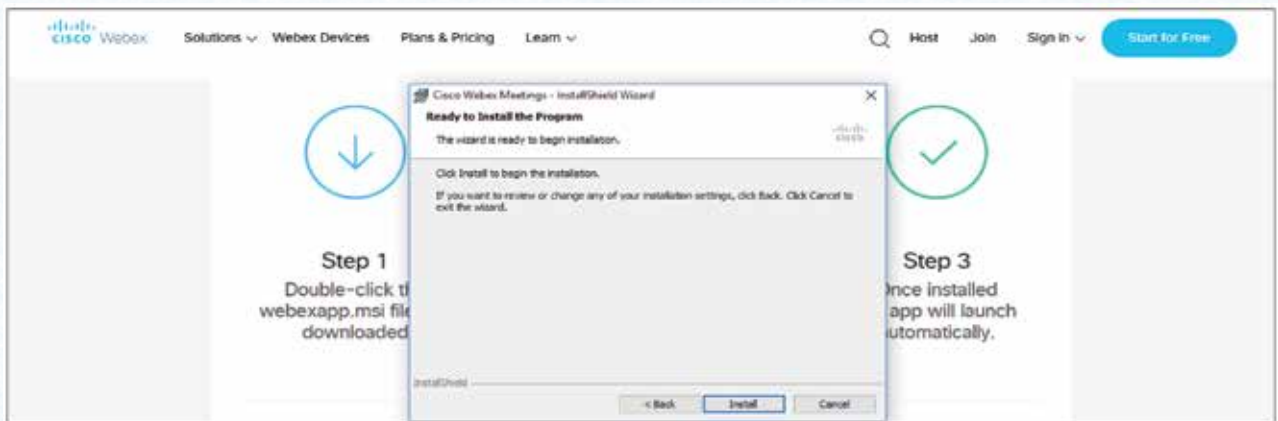 CISCO Webex Solutions Webex Devices Plans & Pricing Learn Host Join Sign in Start for Free
Cisco Webex Meetings - InstallShield Wizard
Ready to Install the Program
The wizard is ready to begin installation.
CISCO
Click Install to begin the installation.
If you want to review or change any of your installation settings, click Back. Click Cancel to
exit the wizard.
InstallShield
< Back Install Cancel
Step 1
Double-click th
webexapp.msi file
downloaded
Step 3
Once installed
app will launch
automatically.